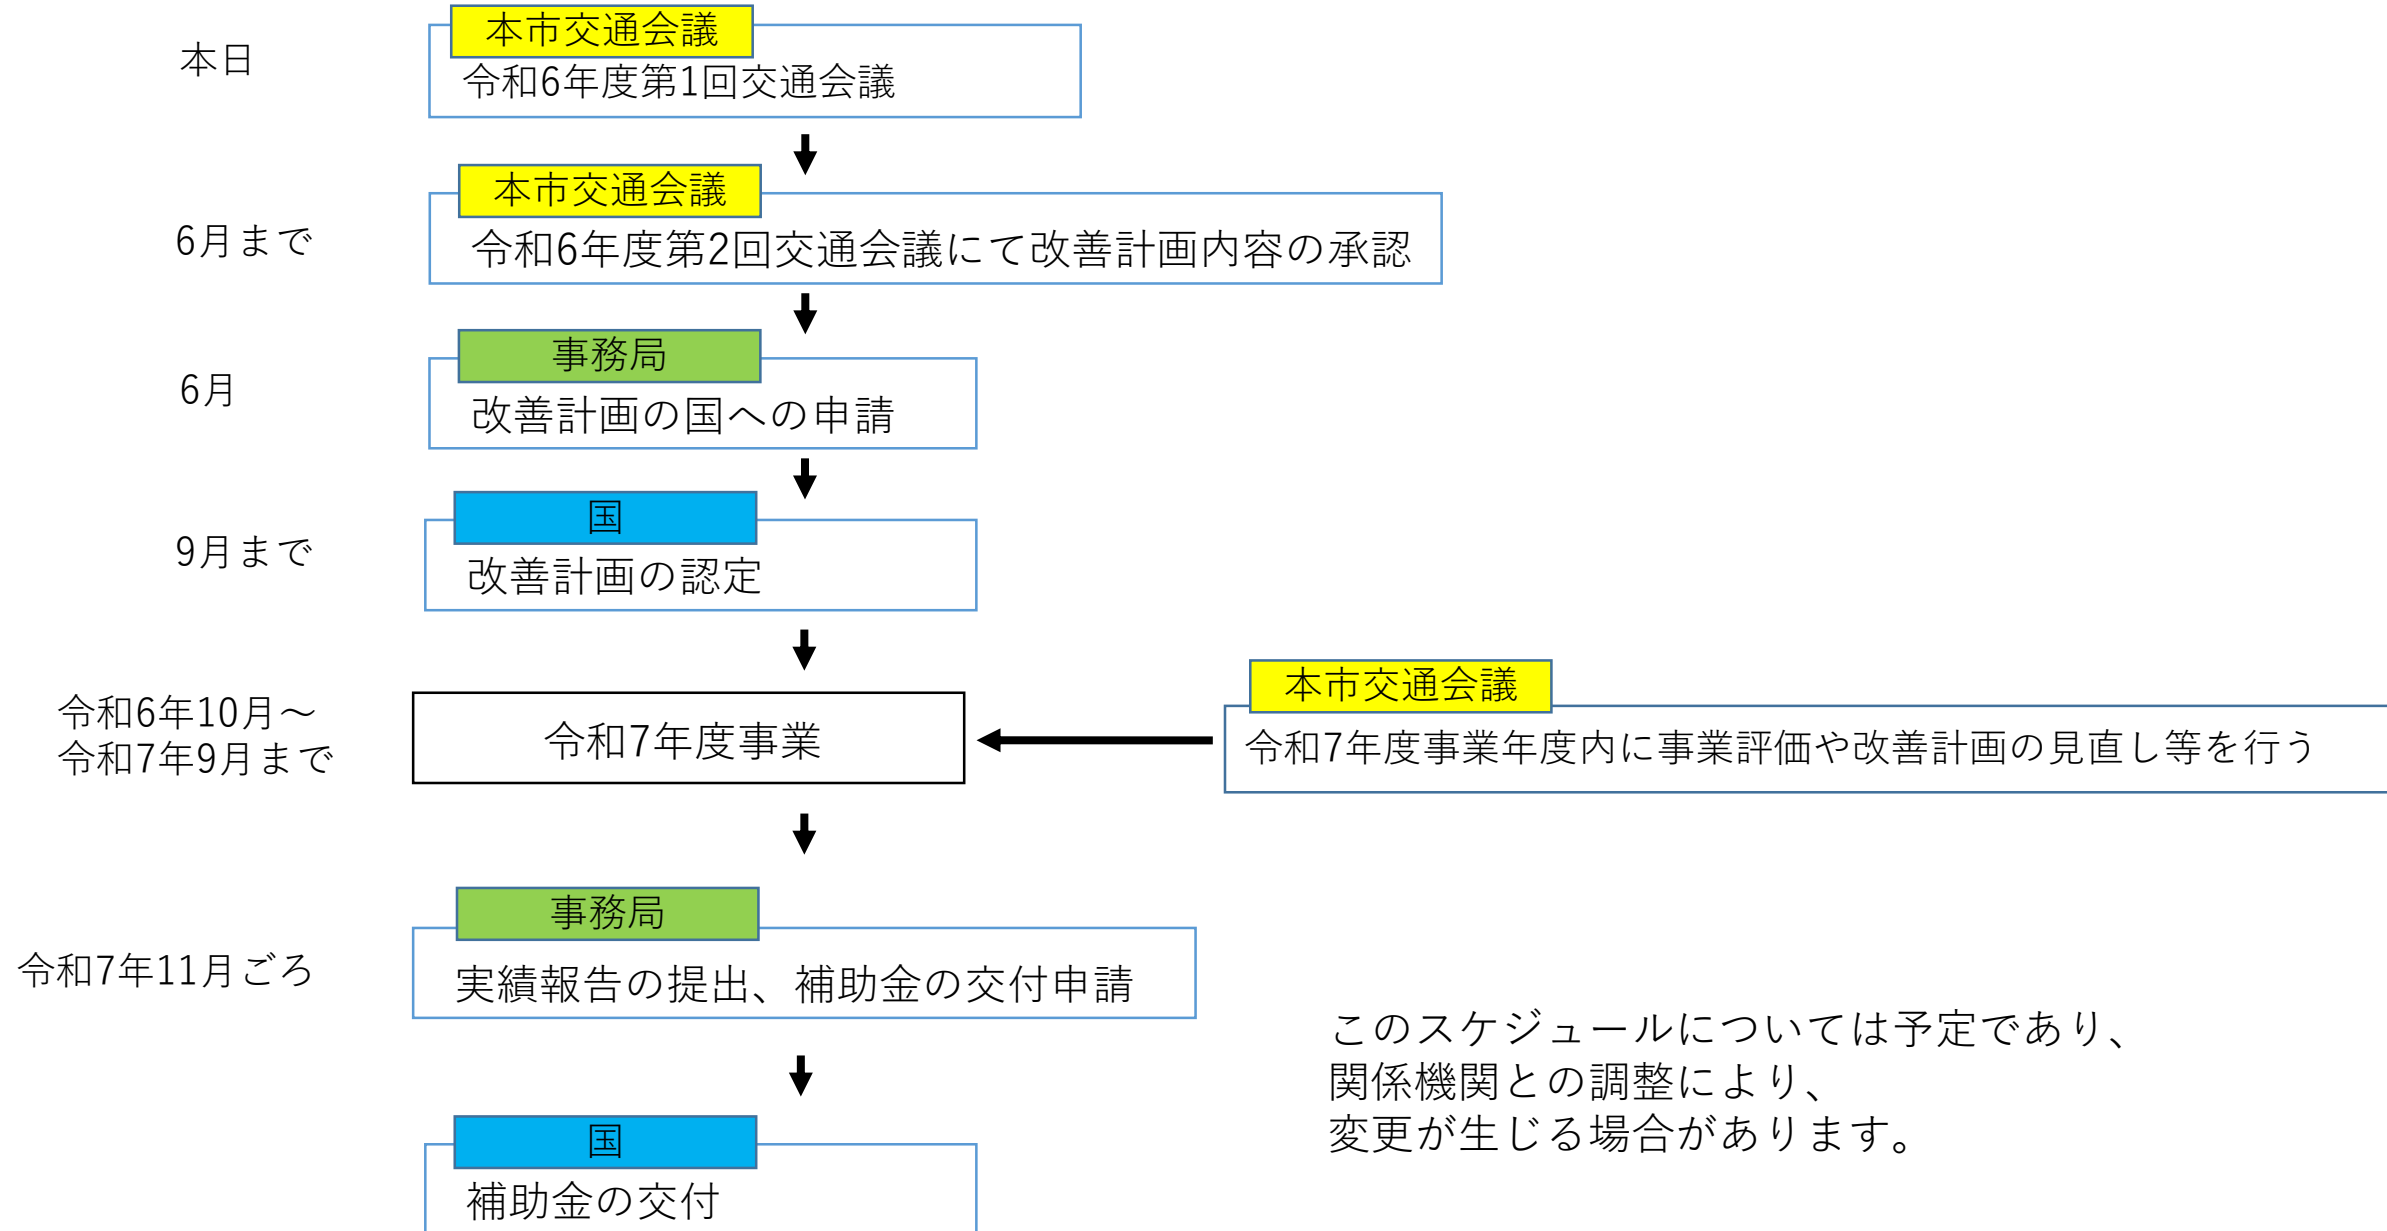 本日
本市交通会議
令和6年度第1回交通会議
6月まで
本市交通会議
令和6年度第2回交通会議にて改善計画内容の承認
6月
事務局
改善計画の国への申請
9月まで
国
改善計画の認定
令和6年10月～
令和7年9月まで
令和7年度事業
本市交通会議
令和7年度事業年度内に事業評価や改善計画の見直し等を行う
令和7年11月ごろ
事務局
実績報告の提出、補助金の交付申請
このスケジュールについては予定であり、
関係機関との調整により、
変更が生じる場合があります。
国
補助金の交付